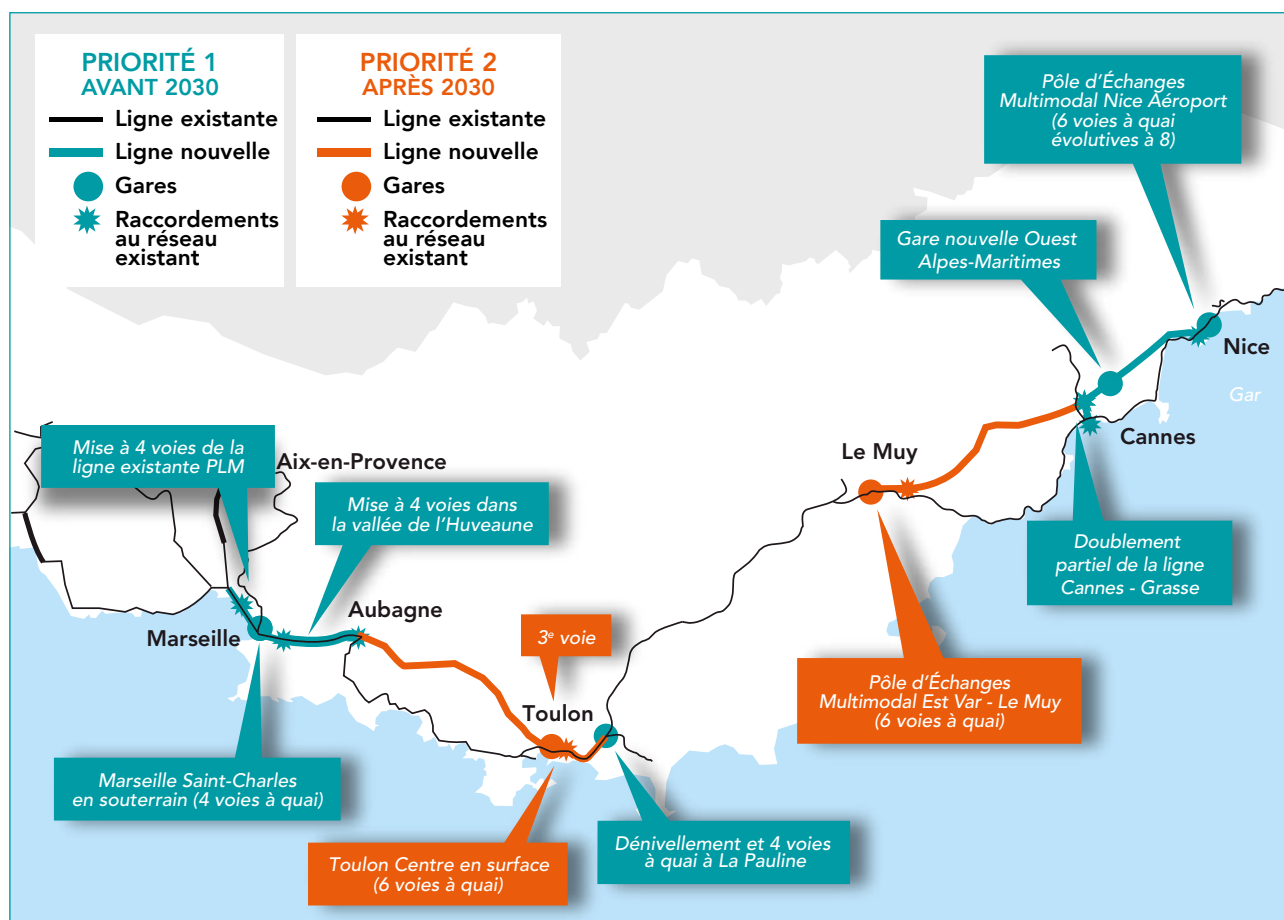 PRIORITÉ 1
AVANT 2030
Ligne existante
Ligne nouvelle
Gares
Raccordements
au réseau
existant
PRIORITÉ 2
APRÈS 2030
Ligne existante
Ligne nouvelle
Gares
Raccordements
au réseau
existant
Pôle d’Échanges
Multimodal Nice Aéroport
(6 voies à quai
évolutives à 8)
Gare nouvelle Ouest
Alpes-Maritimes
Nice
Gar
Cannes
Mise à 4 voies de la
ligne existante PLM
Aix-en-Provence
Mise à 4 voies dans
la vallée de l’Huveaune
Le Muy
Doublement
partiel de la ligne
Cannes - Grasse
Aubagne
Marseille
3e voie
Toulon
Pôle d’Échanges
Multimodal Est Var - Le Muy
(6 voies à quai)
Marseille Saint-Charles
en souterrain (4 voies à quai)
Toulon Centre en surface
(6 voies à quai)
Dénivellement et 4 voies
à quai à La Pauline